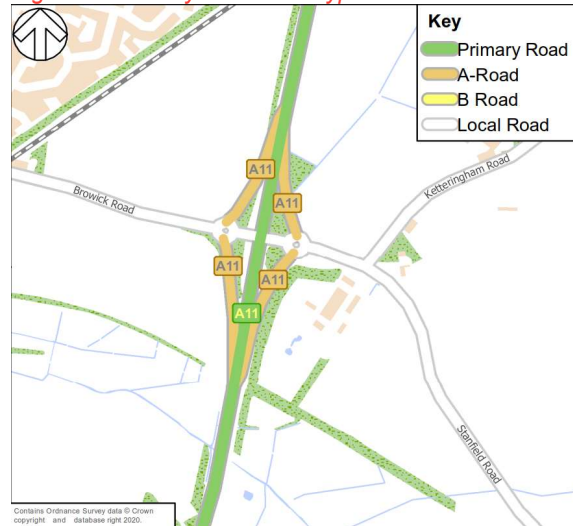 Key
Primary Road
A-Road
B Road
Local Road
A11
A11
Browick Road
Ketteringham Road
A11
A11
A11
Stanfield Road
Contains Ordnance Survey data © Crown
copyright and database right 2020.